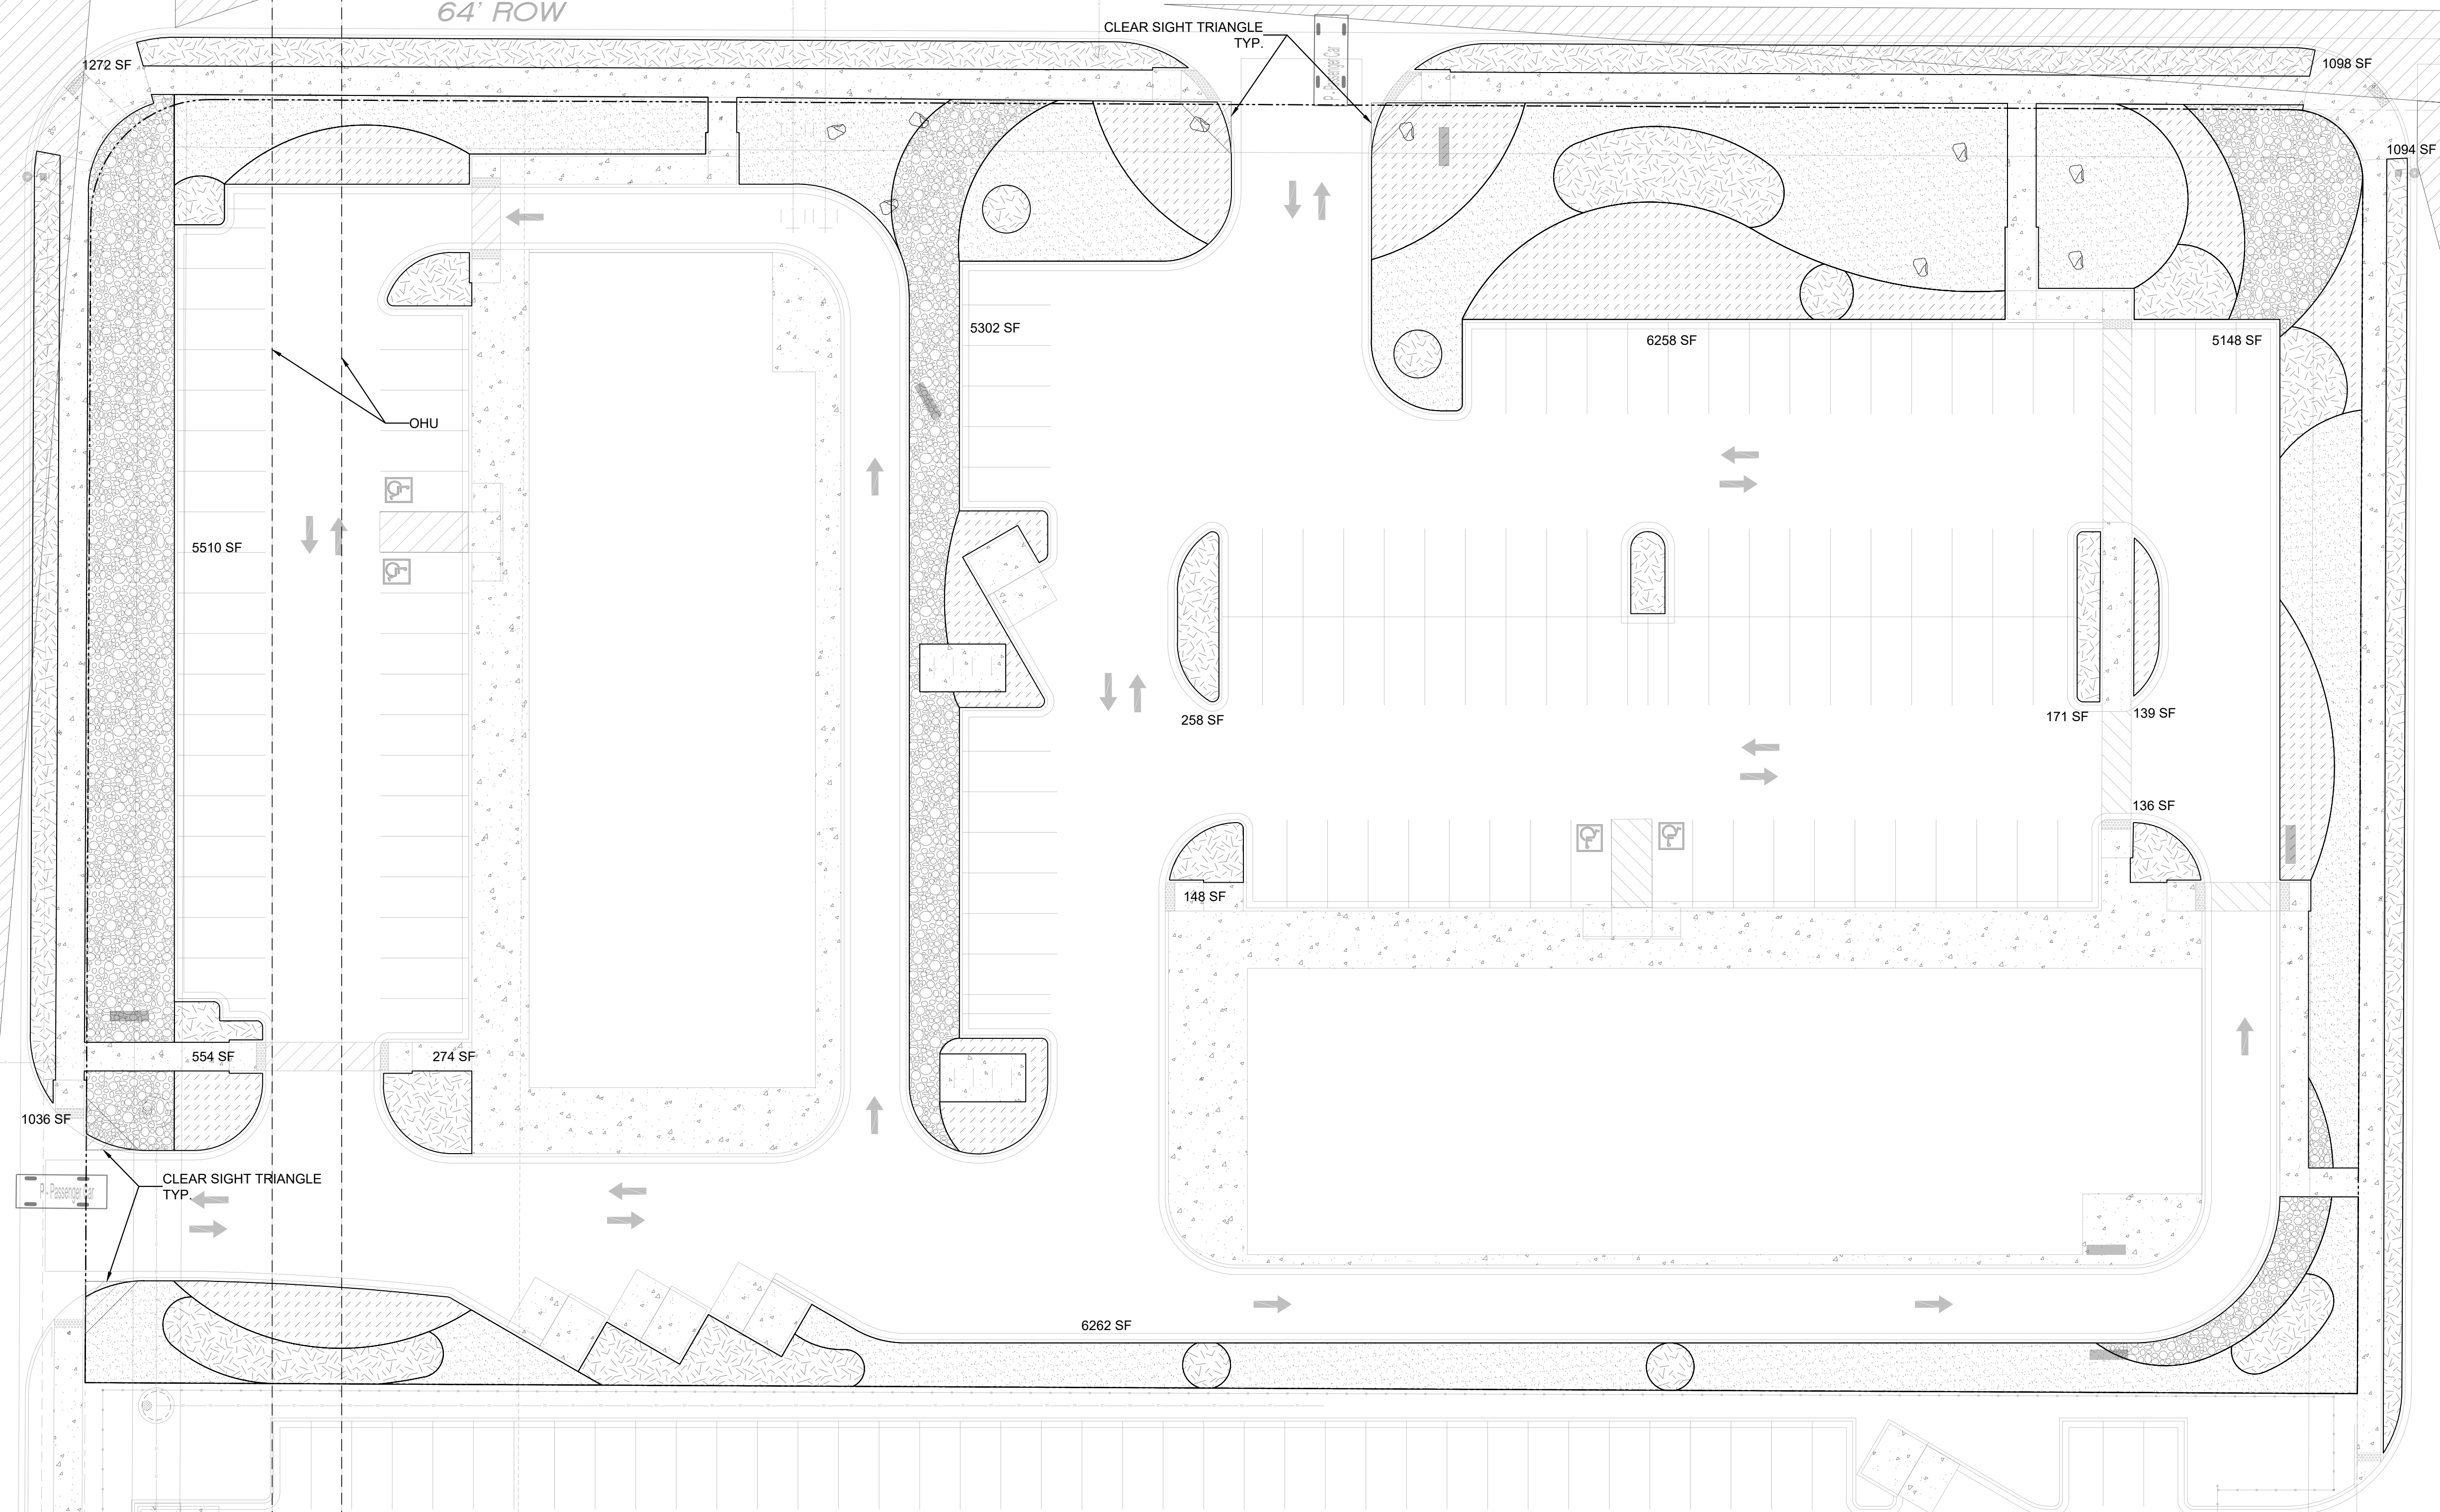 64' ROW
CLEAR SIGHT TRIANGLE
TYP.
1272 SF
1098 SF
1094 SF
5302 SF
6258 SF
5148 SF
OHU
5510 SF
258 SF
171 SF
139 SF
136 SF
148 SF
554 SF
274 SF
1036 SF
CLEAR SIGHT TRIANGLE
TYP.
P - Passenger Car
6262 SF